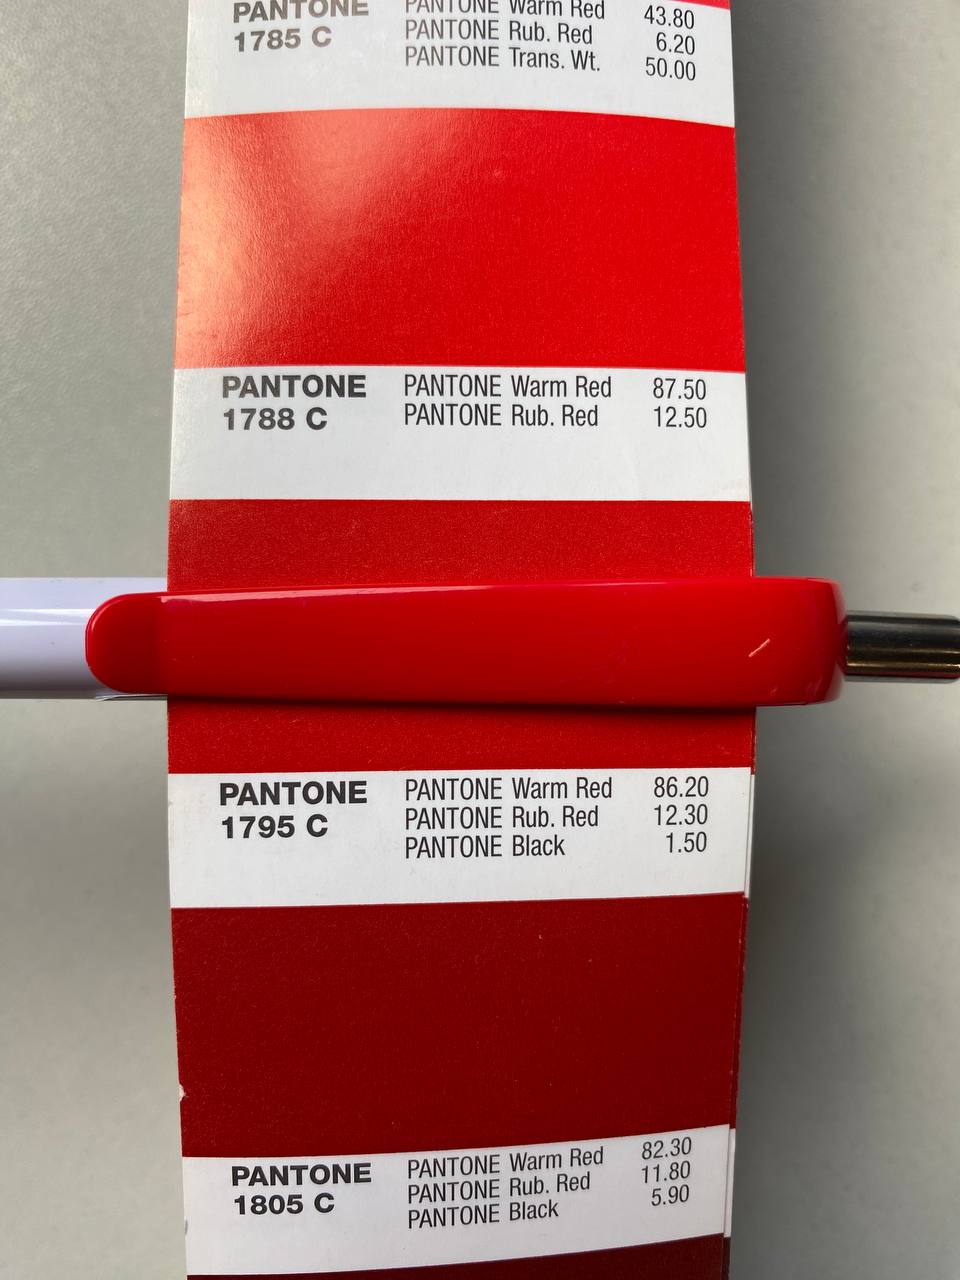 PANTONE PANTONE Warm Red 43.80
1785 C PANTONE Rub. Red 6.20
PANTONE Trans. Wt. 50.00
PANTONE PANTONE Warm Red 87.50
1788 C PANTONE Rub. Red 12.50
PANTONE PANTONE Warm Red 86.20
1795 C PANTONE Rub. Red 12.30
PANTONE Black 1.50
PANTONE PANTONE Warm Red 82.30
1805 C PANTONE Rub. Red 11.80
PANTONE Black 5.90